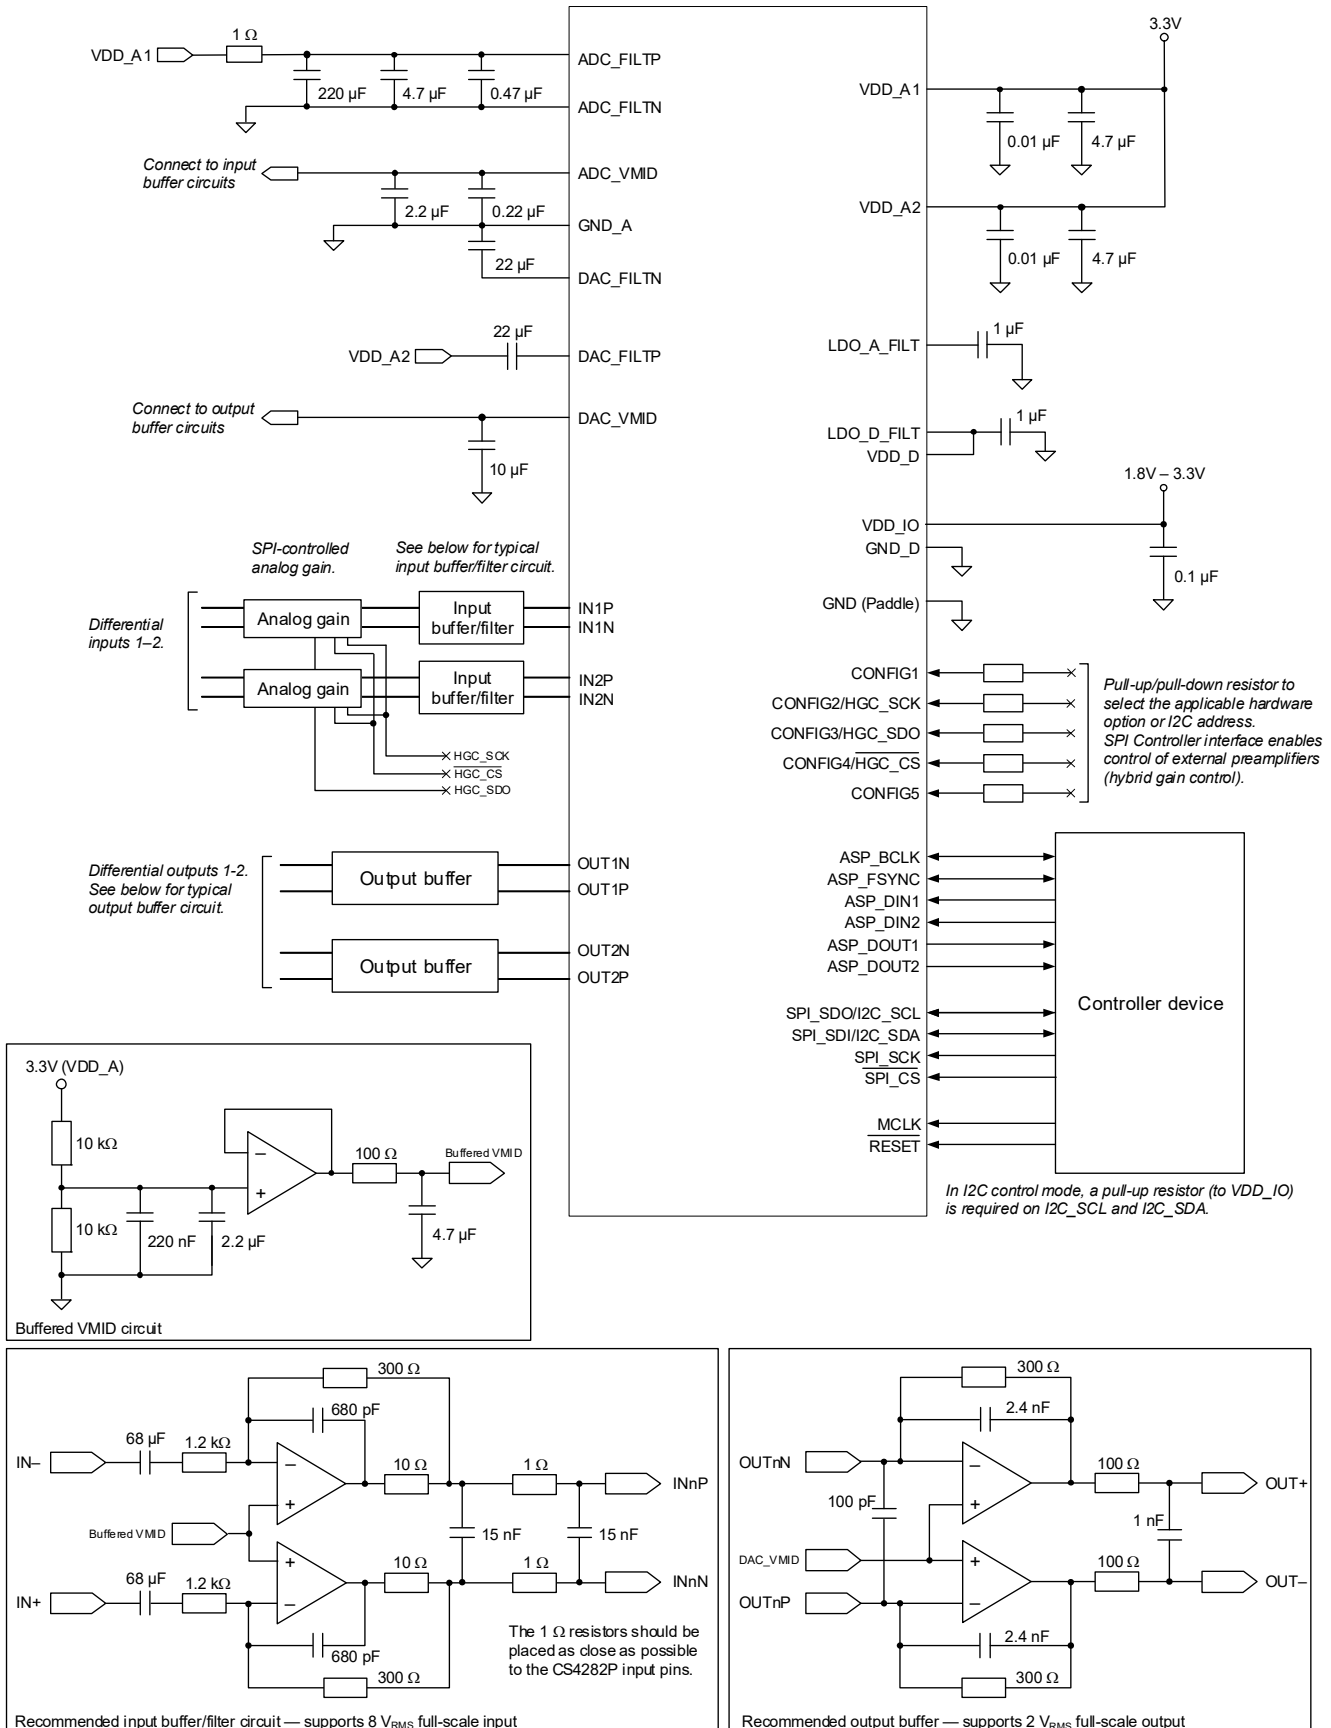 VDD_A1
1 Ω
220 µF
4.7 µF
0.47 µF
ADC_FILTP
ADC_FILTN
Connect to input
buffer circuits
2.2 µF
0.22 µF
22 µF
ADC_VMID
GND_A
DAC_FILTN
VDD_A2
22 µF
DAC_FILTP
Connect to output
buffer circuits
10 µF
DAC_VMID
SPI-controlled
analog gain.
See below for typical
input buffer/filter circuit.
Differential
inputs 1–2.
Analog gain
Input
buffer/filter
IN1P
IN1N
Analog gain
Input
buffer/filter
IN2P
IN2N
HGC_SCK
HGC_CS
HGC_SDO
Differential outputs 1-2.
See below for typical
output buffer circuit.
Output buffer
OUT1N
OUT1P
Output buffer
OUT2N
OUT2P
3.3V
VDD_A1
0.01 µF
4.7 µF
VDD_A2
0.01 µF
4.7 µF
LDO_A_FILT
1 µF
LDO_D_FILT
VDD_D
1 µF
1.8V – 3.3V
VDD_IO
GND_D
0.1 µF
GND (Paddle)
CONFIG1
CONFIG2/HGC_SCK
CONFIG3/HGC_SDO
CONFIG4/HGC_CS
CONFIG5
Pull-up/pull-down resistor to
select the applicable hardware
option or I2C address.
SPI Controller interface enables
control of external preamplifiers
(hybrid gain control).
ASP_BCLK
ASP_FSYNC
ASP_DIN1
ASP_DIN2
ASP_DOUT1
ASP_DOUT2
SPI_SDO/I2C_SCL
SPI_SDI/I2C_SDA
SPI_SCK
SPI_CS
MCLK
RESET
Controller device
In I2C control mode, a pull-up resistor (to VDD_IO)
is required on I2C_SCL and I2C_SDA.
3.3V (VDD_A)
10 kΩ
10 kΩ
220 nF
2.2 µF
–
+
100 Ω
Buffered VMID
4.7 µF
Buffered VMID circuit
300 Ω
680 pF
IN–
68 µF
1.2 kΩ
–
+
10 Ω
1 Ω
INnP
Buffered VMID
15 nF
15 nF
IN+
68 µF
1.2 kΩ
+
–
10 Ω
1 Ω
INnN
680 pF
300 Ω
The 1 Ω resistors should be
placed as close as possible
to the CS4282P input pins.
Recommended input buffer/filter circuit — supports 8 VRMS full-scale input
300 Ω
2.4 nF
OUTnN
–
+
100 Ω
OUT+
100 pF
1 nF
DAC_VMID
OUTnP
+
–
100 Ω
OUT–
2.4 nF
300 Ω
Recommended output buffer — supports 2 VRMS full-scale output